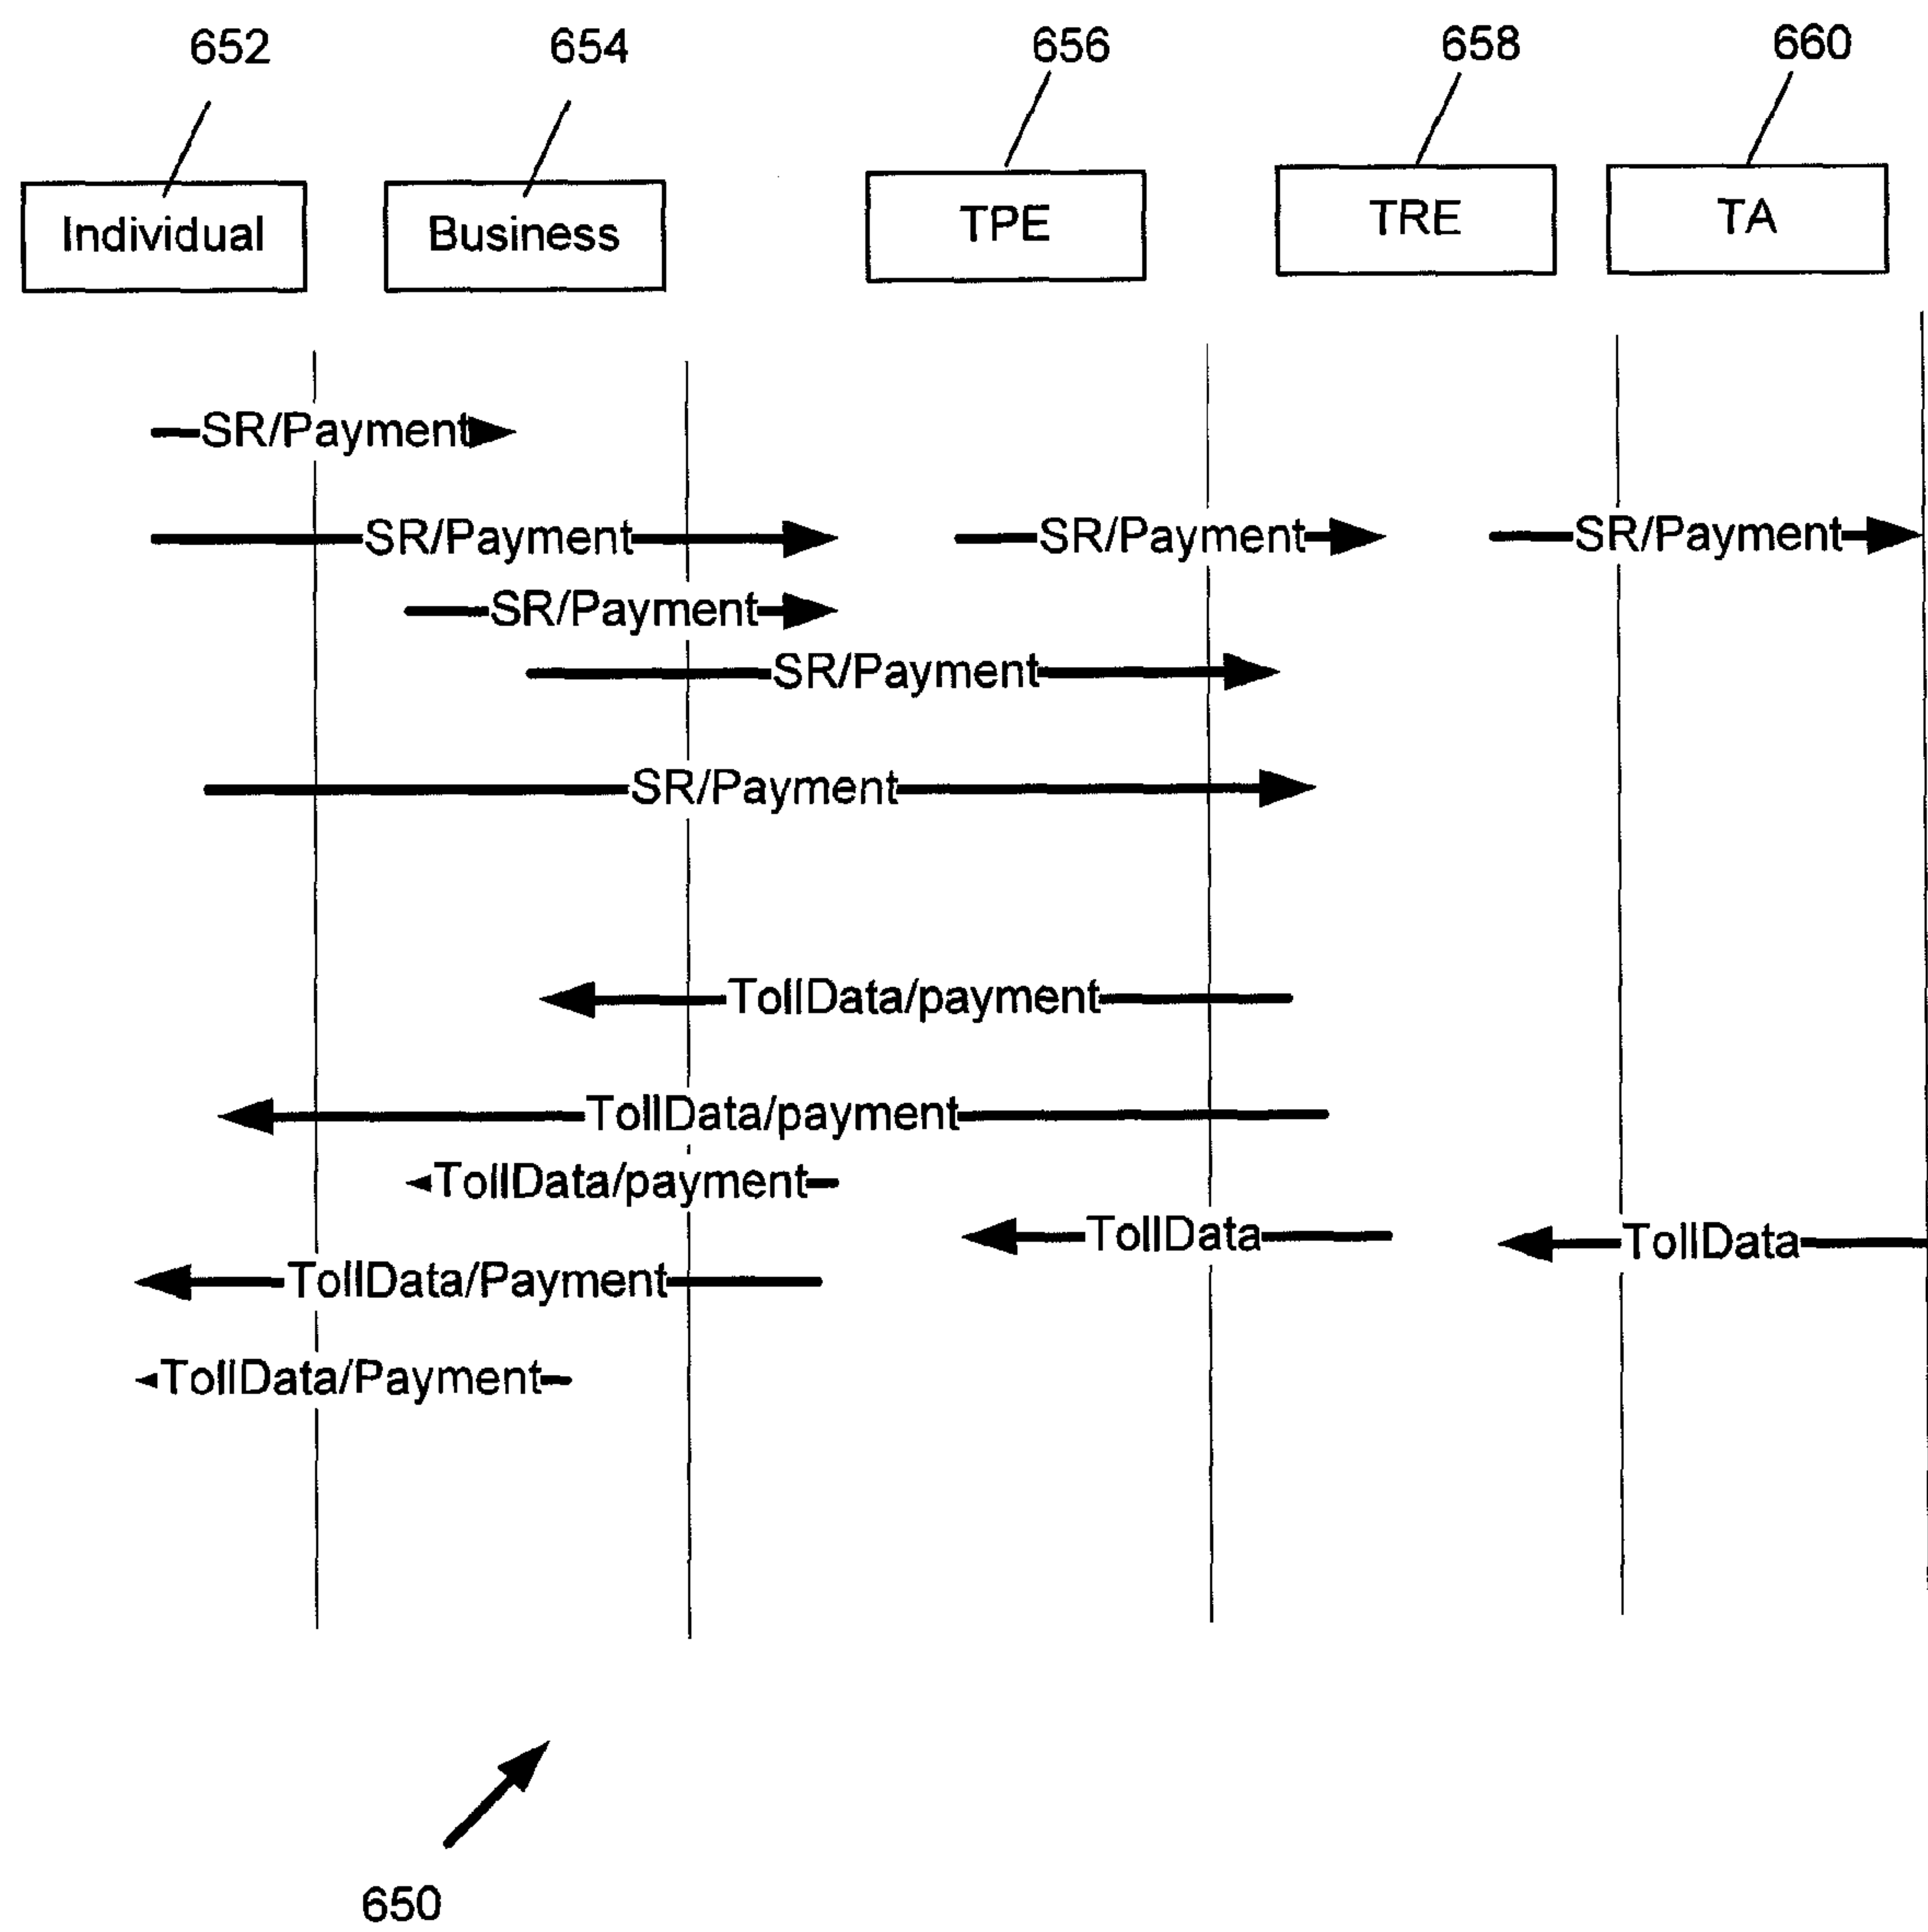 652 654 656 658 660
Individual Business TPE TRE TA
SR/Payment
SR/Payment SR/Payment SR/Payment
SR/Payment
SR/Payment
SR/Payment
TollData/payment
TollData/payment
TollData/payment
TollData TollData
TollData/Payment
TollData/Payment
650